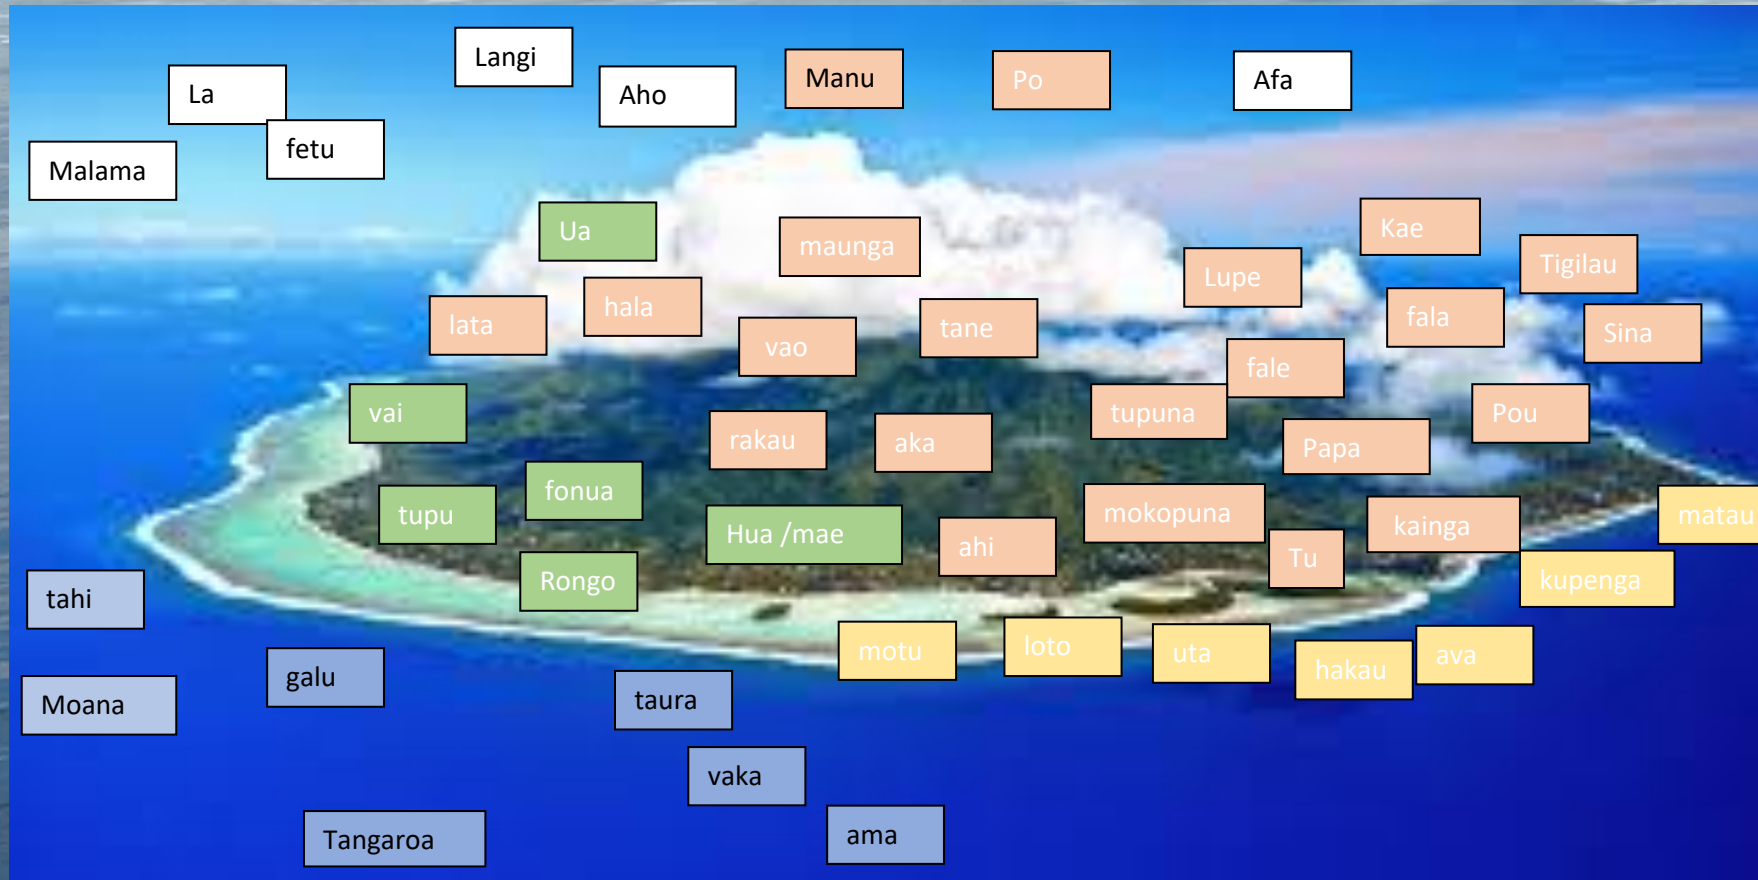 Langi
Manu
Po
Afa
La
Aho
fetu
Malama
Ua
maunga
Kae
Tigilau
Lupe
hala
lata
vao
tane
fala
Sina
fale
vai
tupuna
Pou
rakau
aka
Papa
fonua
tupu
Hua /mae
ahi
mokopuna
kainga
matau
Tu
Rongo
kupenga
tahi
motu
loto
uta
hakau
ava
galu
Moana
taura
vaka
Tangaroa
ama